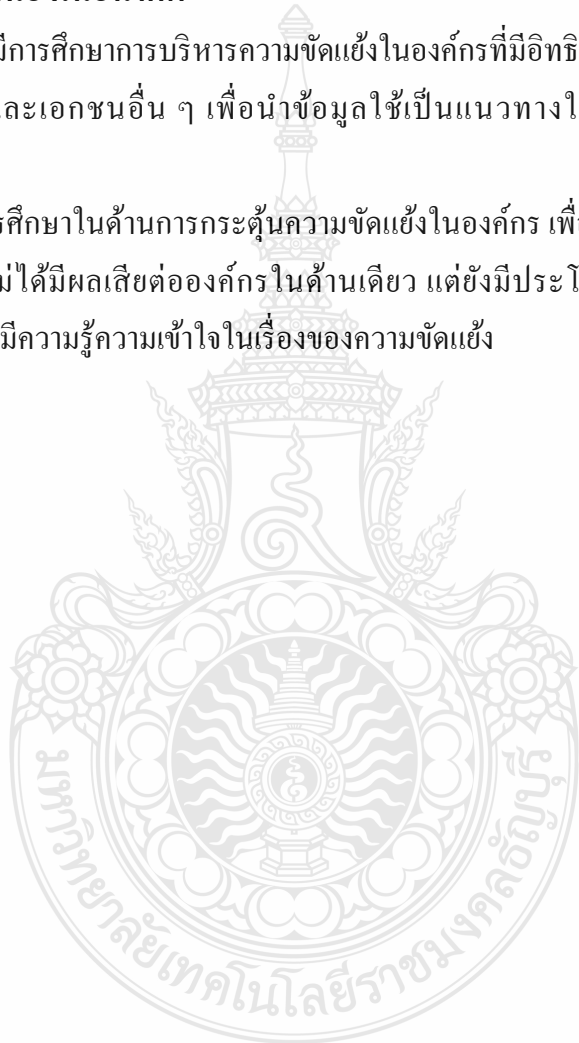 มีการศึกษาการบริหารความขัดแย้งในองค์กรที่มีอิทธิ
และเอกชนอื่น ๆ เพื่อนำข้อมูลใช้เป็นแนวทางใ
รศึกษาในด้านการกระตุ้นความขัดแย้งในองค์กร เพื่อ
ม่ได้มีผลเสียต่อองค์กรในด้านเดียว แต่ยังมีประโ
มีความรู้ความเข้าใจในเรื่องของความขัดแย้ง
มหาวิทยาลัยเทคโนโลยีราชมงคลธัญบุรี